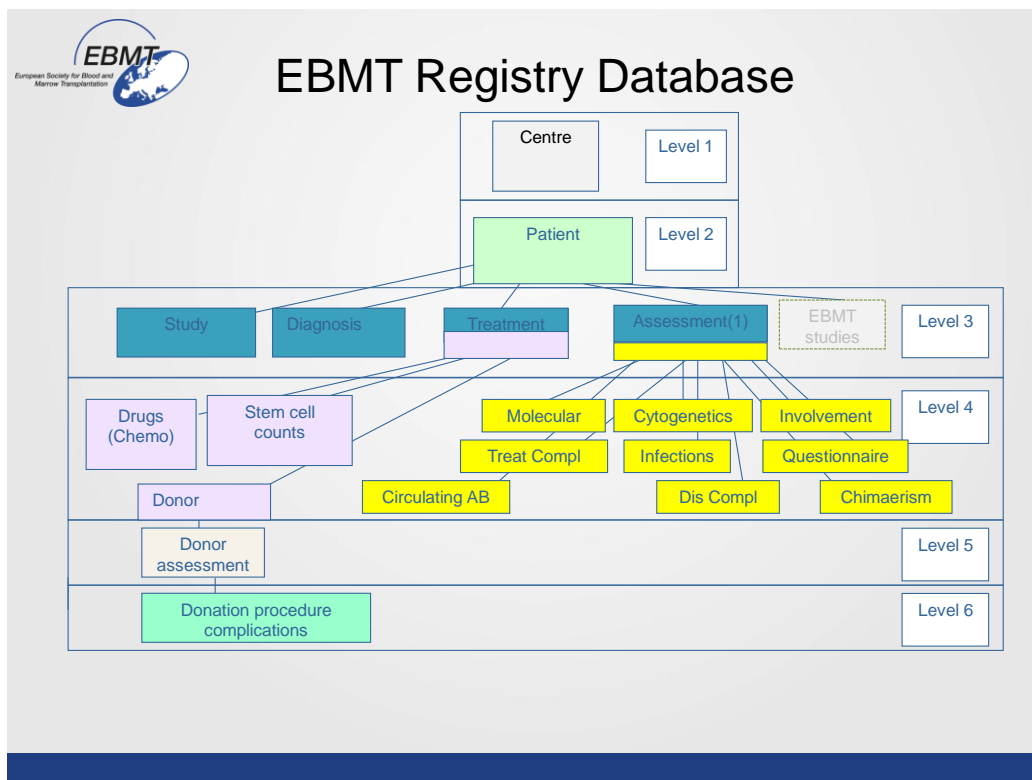 EBMT
European Society for Blood and
Marrow Transplantation
EBMT Registry Database
Centre
Level 1
Patient
Level 2
Study
Diagnosis
Treatment
Assessment(1)
EBMT
studies
Level 3
Drugs
(Chemo)
Stem cell
counts
Molecular
Cytogenetics
Involvement
Level 4
Treat Compl
Infections
Questionnaire
Donor
Circulating AB
Dis Compl
Chimaerism
Donor
assessment
Level 5
Donation procedure
complications
Level 6